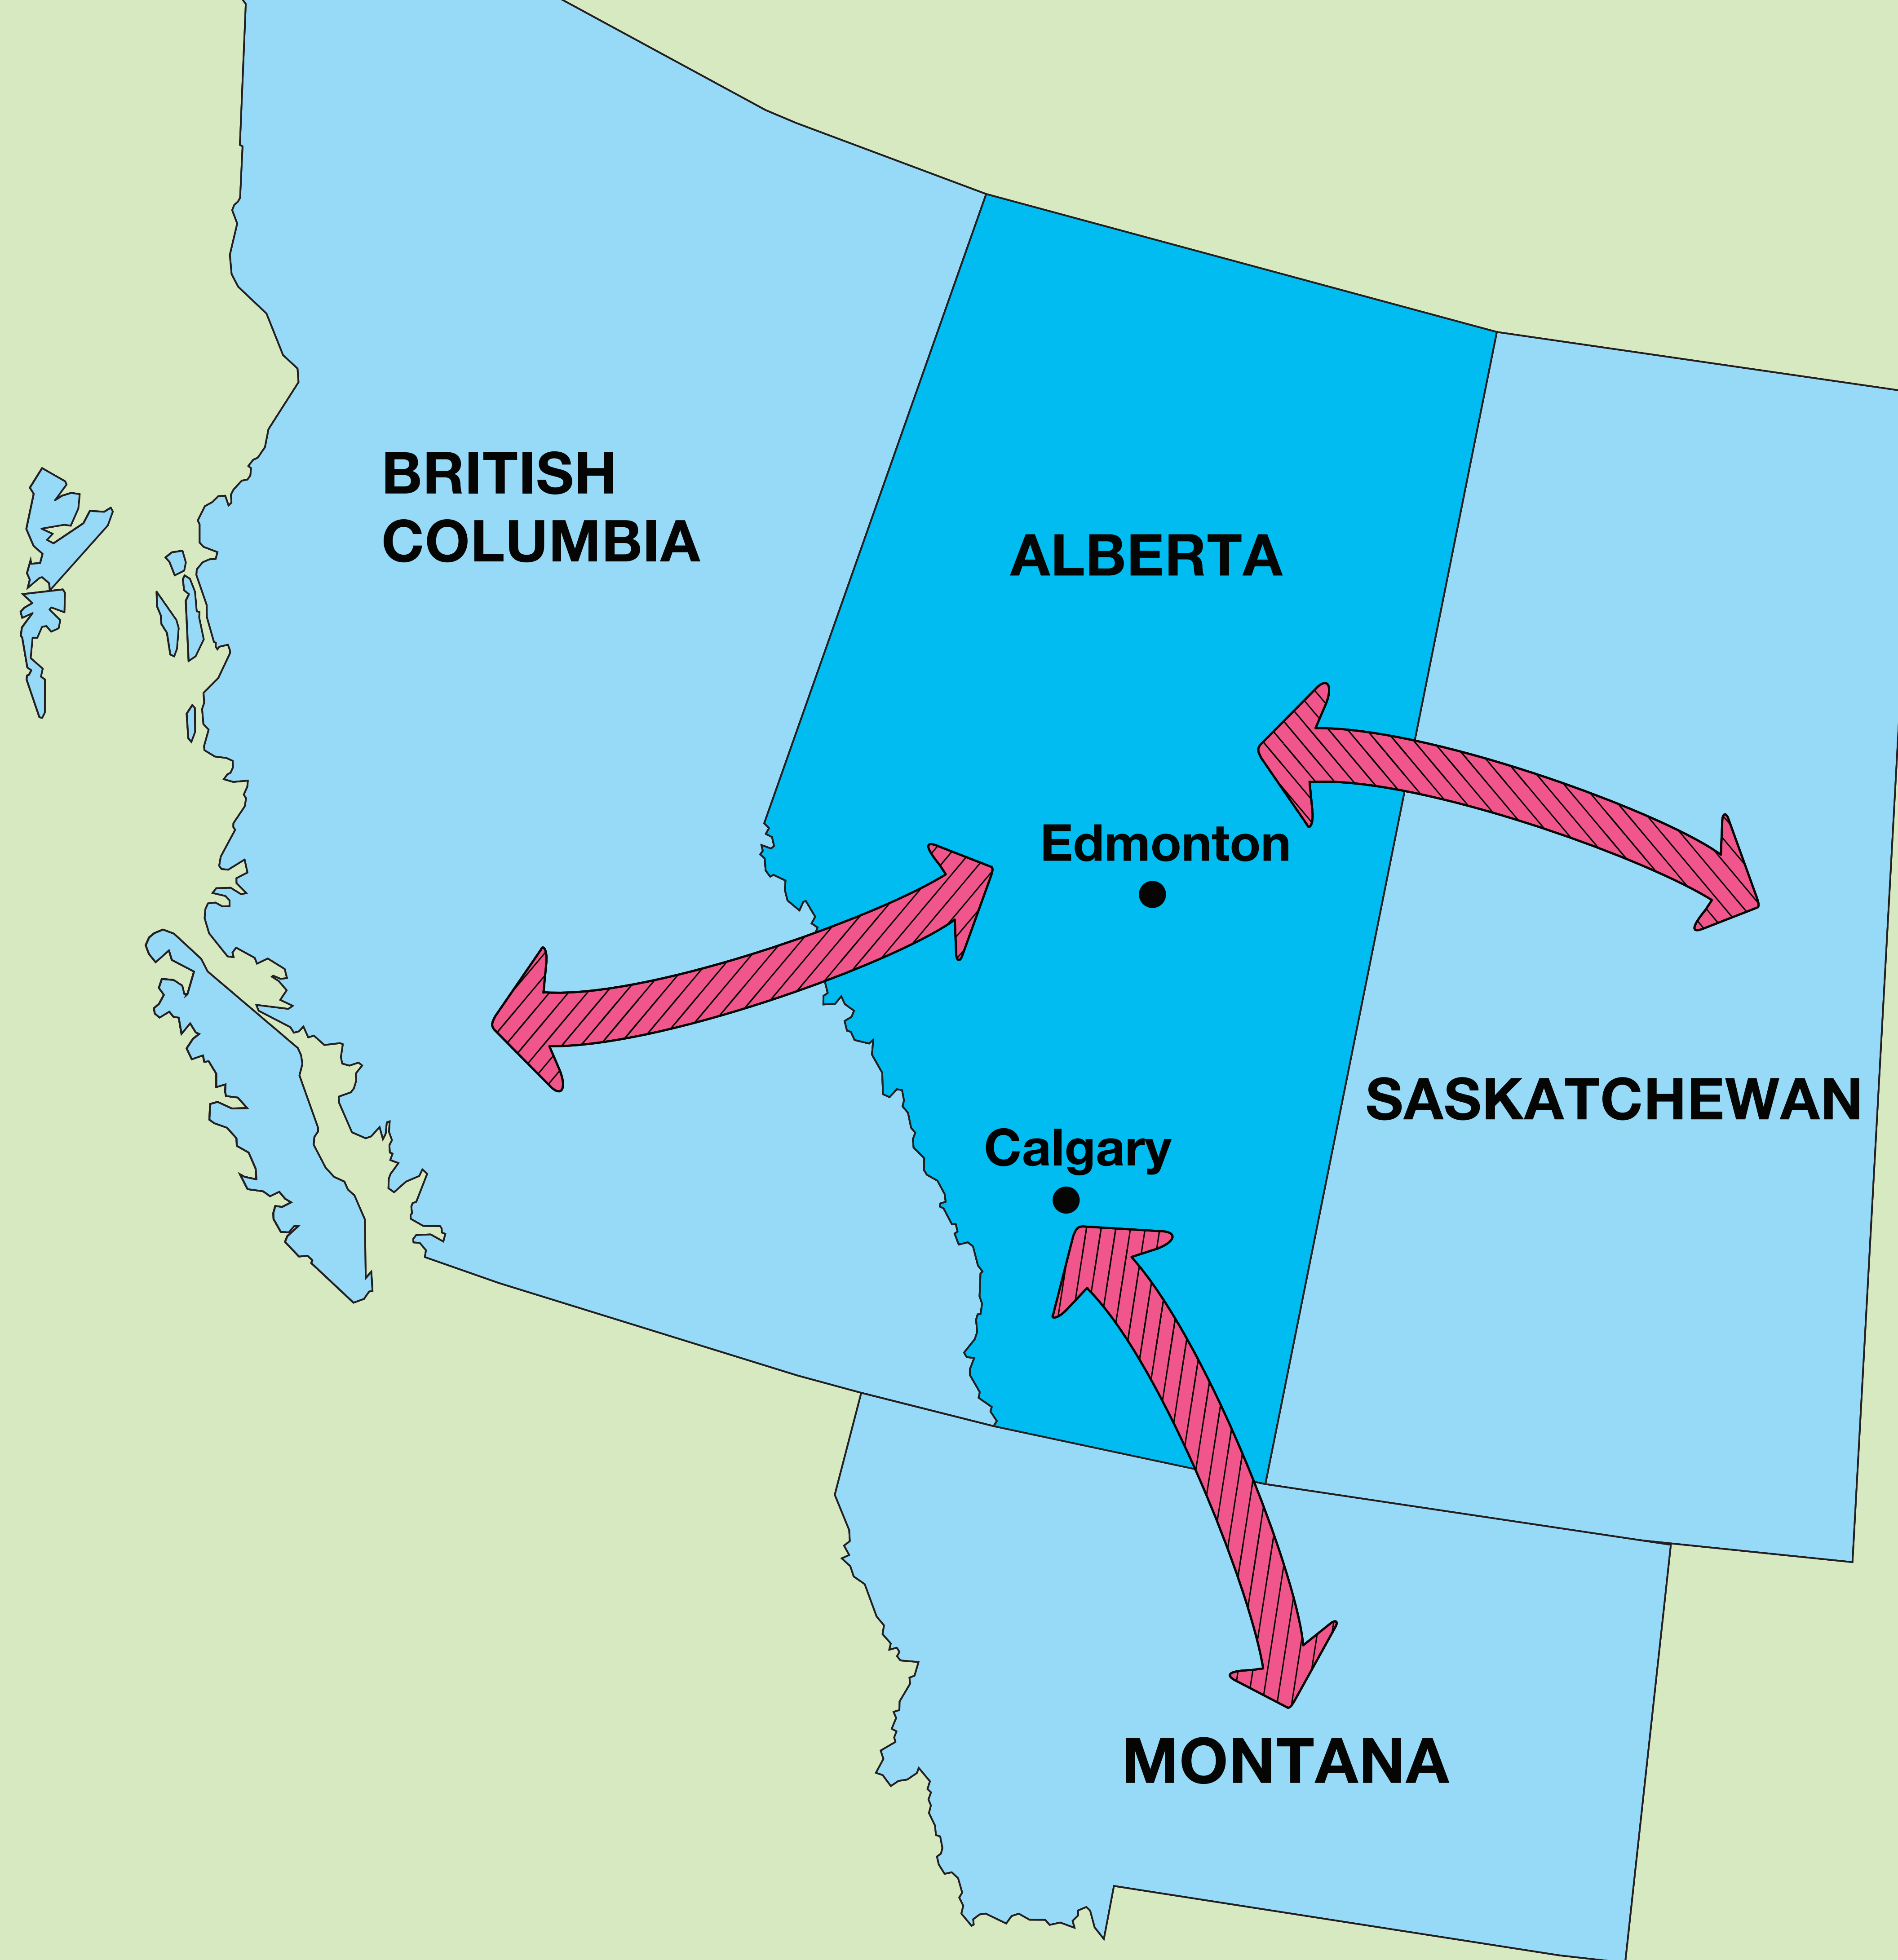 BRITISH
COLUMBIA
ALBERTA
Edmonton
SASKATCHEWAN
Calgary
MONTANA